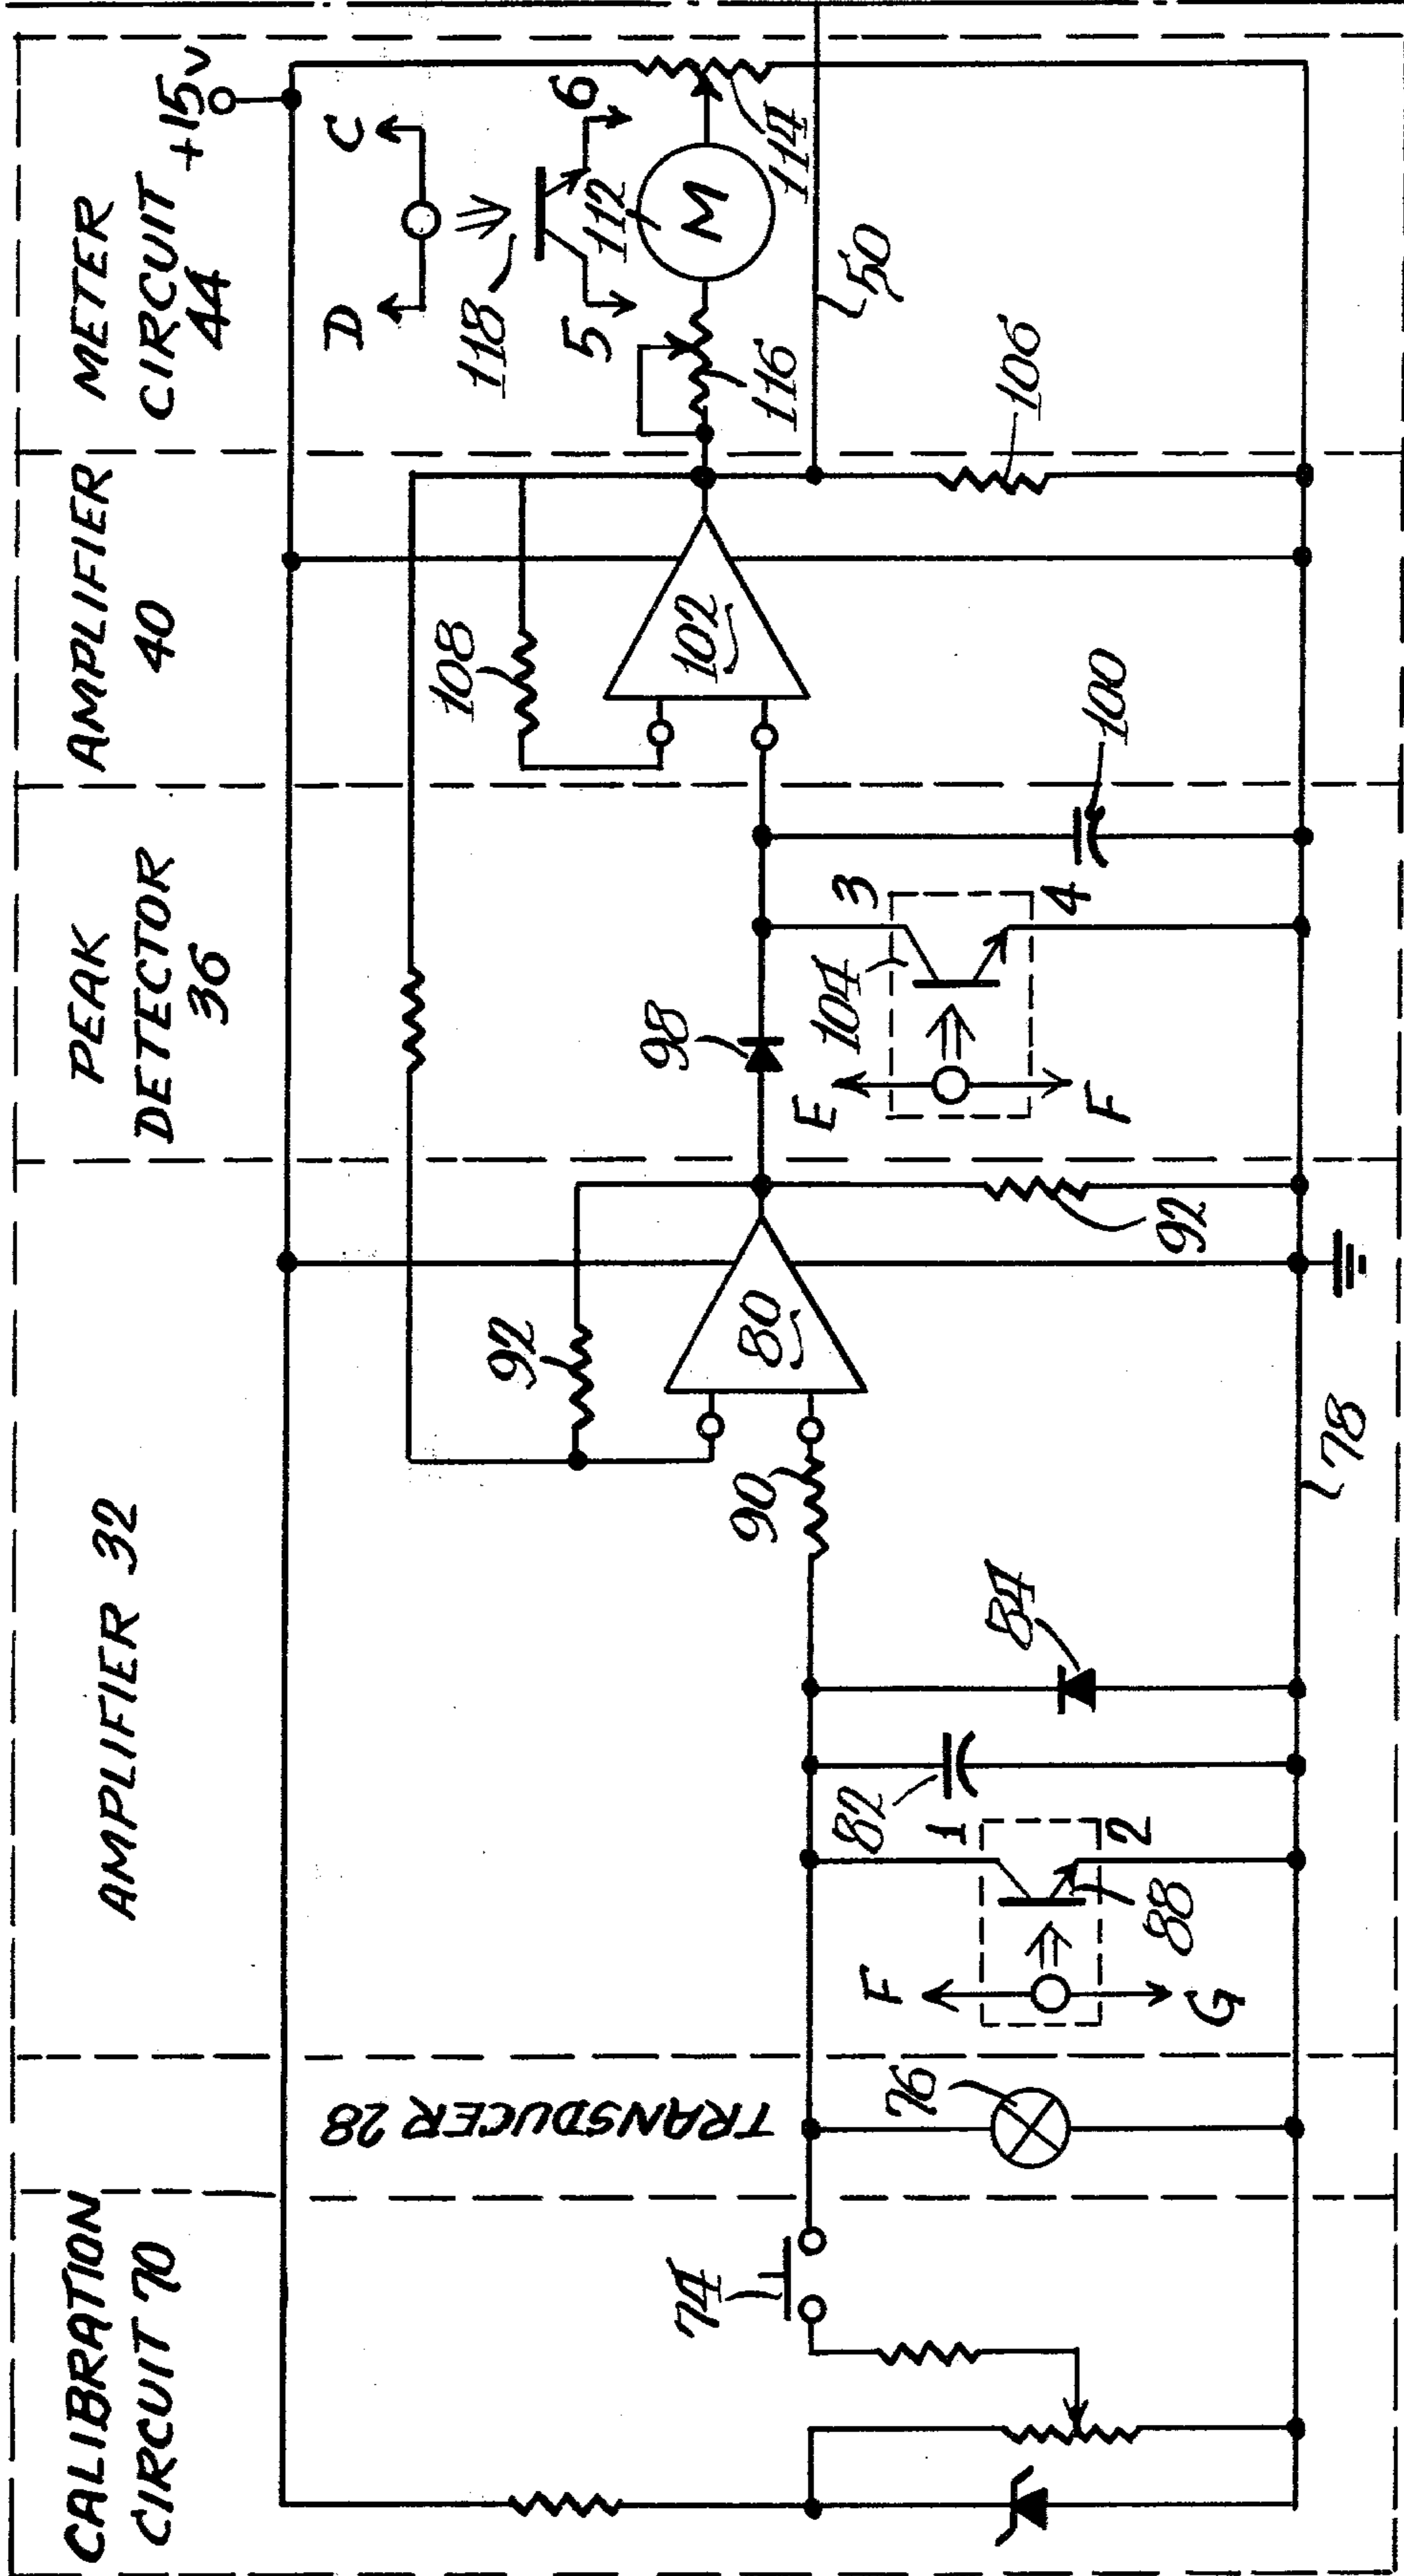 CALIBRATION
CIRCUIT 70
TRANSDUCER 28
AMPLIFIER 32
PEAK
DETECTOR
36
AMPLIFIER
40
METER
CIRCUIT
44
+15V
74
76
F
G
1
2
88
82
84
90
92
80
92
78
98
E
F
104
3
4
100
108
102
106
116
50
D
C
118
5
6
112
M
114